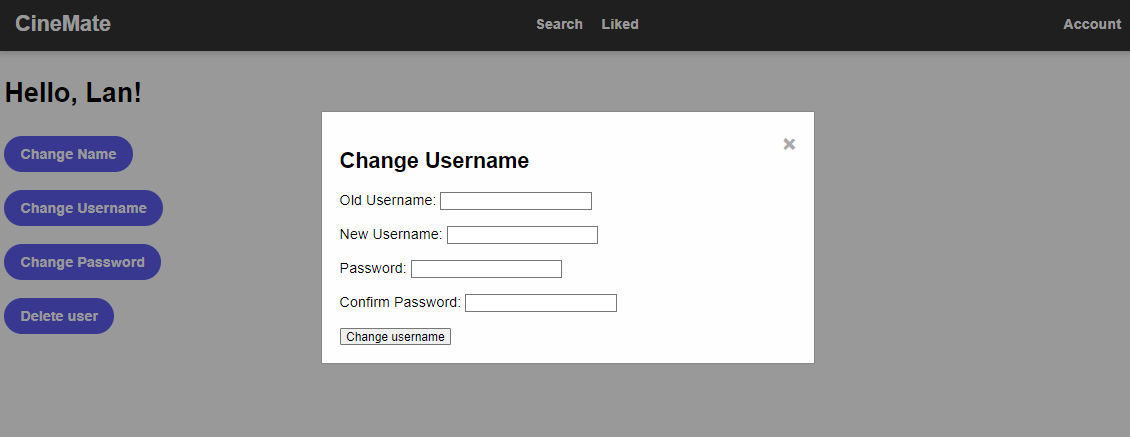 CineMate Search Liked Account
Hello, Lan!
Change Name
Change Username
Change Password
Delete user
×
Change Username
Old Username:
New Username:
Password:
Confirm Password:
Change username